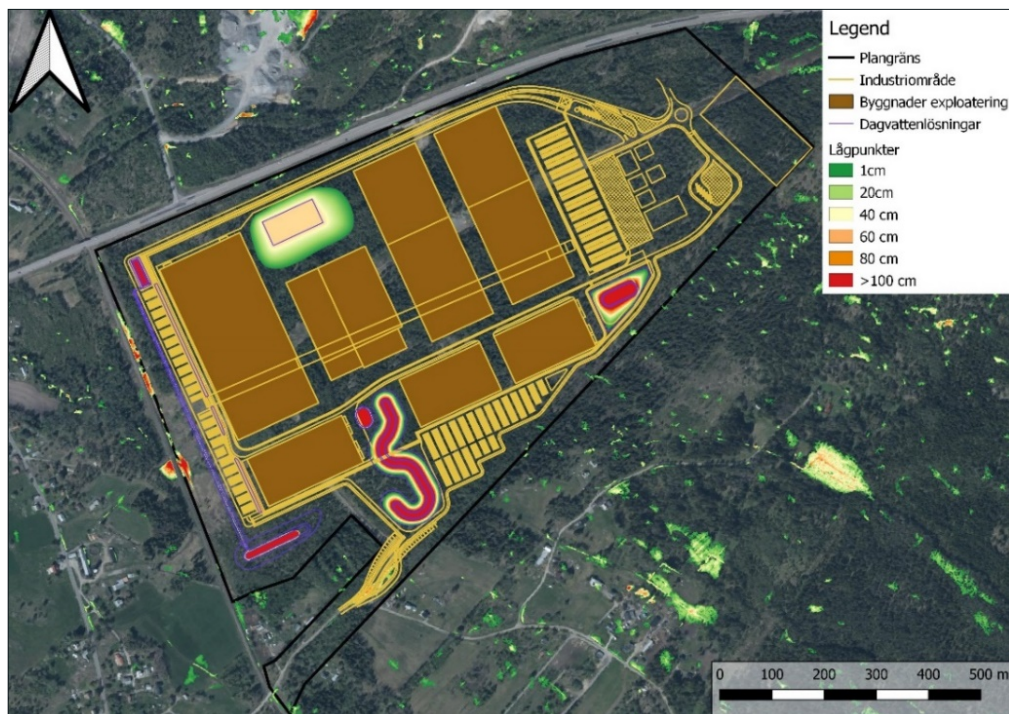 Legend
Plangräns
Industriområde
Byggnader exploatering
Dagvattenlösningar
Lågpunkter
1cm
20cm
40 cm
60 cm
80 cm
>100 cm
0 100 200 300 400 500 m